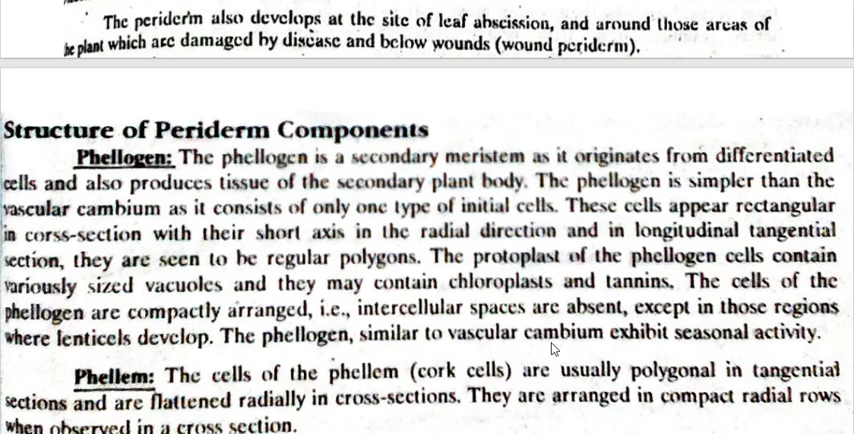 The periderm also develops at the site of leaf abscission, and around those areas of
he plant which are damaged by disease and below wounds (wound periderm).
Structure of Periderm Components
Phellogen: The phellogen is a secondary meristem as it originates from differentiated
cells and also produces tissue of the secondary plant body. The phellogen is simpler than the
vascular cambium as it consists of only one type of initial cells. These cells appear rectangular
in corss-section with their short axis in the radial direction and in longitudinal tangential
section, they are seen to be regular polygons. The protoplast of the phellogen cells contain
variously sized vacuoles and they may contain chloroplasts and tannins. The cells of the
phellogen are compactly arranged, i.e., intercellular spaces are absent, except in those regions
where lenticels develop. The phellogen, similar to vascular cambium exhibit seasonal activity.
Phellem: The cells of the phellem (cork cells) are usually polygonal in tangential
sections and are flattened radially in cross-sections. They are arranged in compact radial rows
when observed in a cross section.